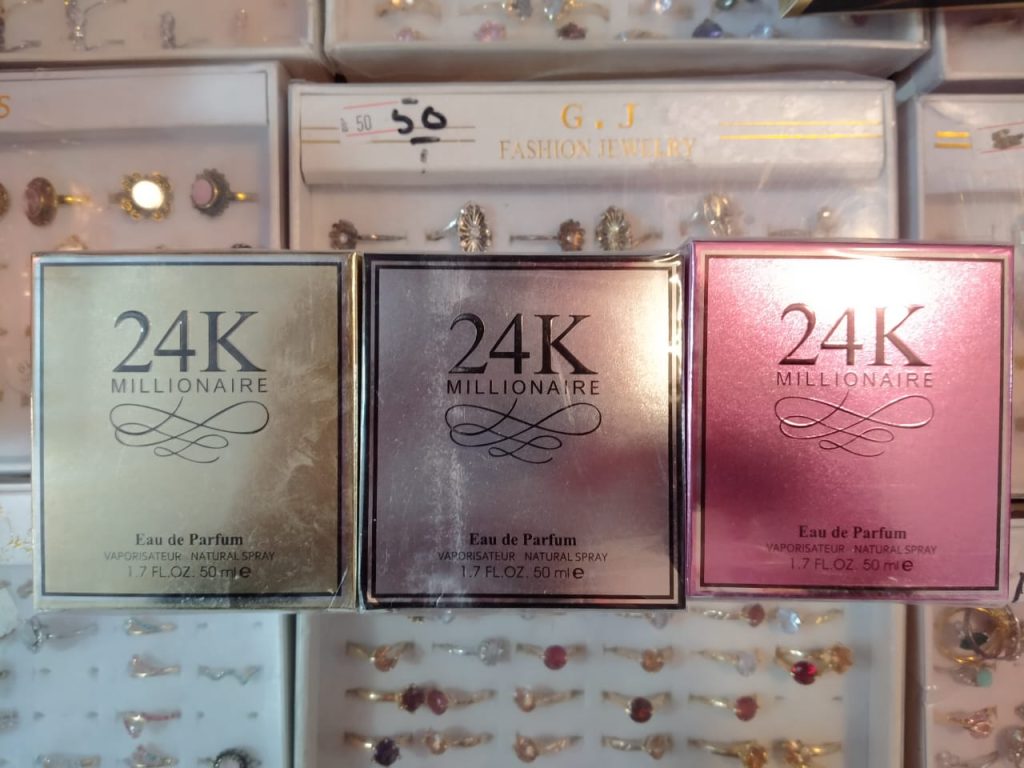 S
฿ 50 50
G.J
FASHION JEWELRY
24K
MILLIONAIRE
Eau de Parfum
VAPORISATEUR NATURAL SPRAY
1.7 FL.OZ. 50 ml e
24K
MILLIONAIRE
Eau de Parfum
VAPORISATEUR NATURAL SPRAY
1.7 FL.OZ. 50 ml e
24K
MILLIONAIRE
Eau de Parfum
VAPORISATEUR NATURAL SPRAY
1.7 FL.OZ. 50 ml e